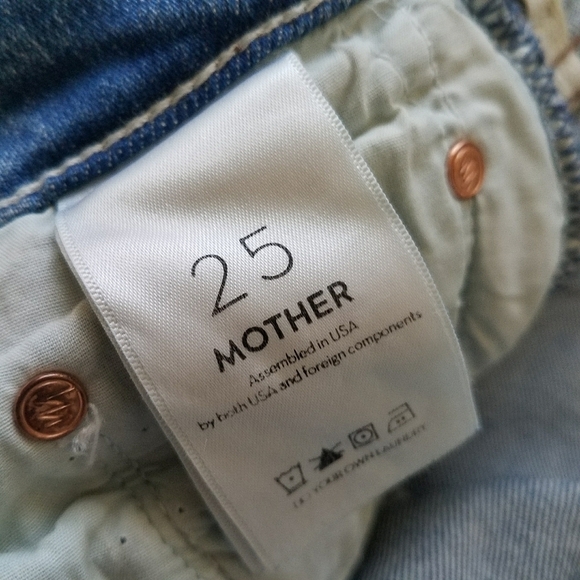 25
MOTHER
Assembled in USA
by both USA and foreign components
DO YOUR OWN LAUNDRY